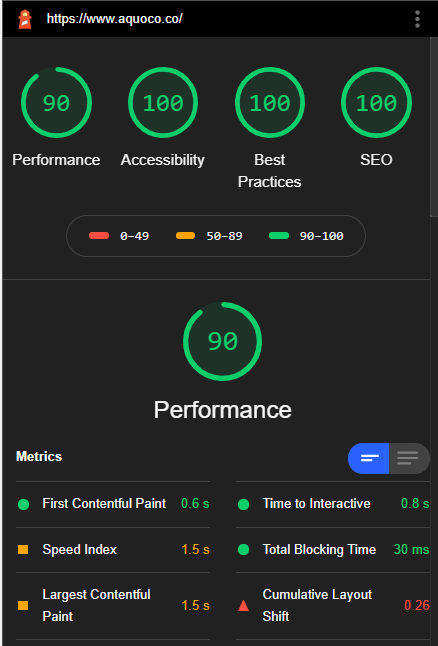 https://www.aquoco.co/
90
100
100
100
Performance
Accessibility
Best
Practices
SEO
0–49
50–89
90–100
90
Performance
Metrics
First Contentful Paint 0.6 s
Time to Interactive 0.8 s
Speed Index 1.5 s
Total Blocking Time 30 ms
Largest Contentful
Paint
1.5 s
Cumulative Layout
Shift
0.26